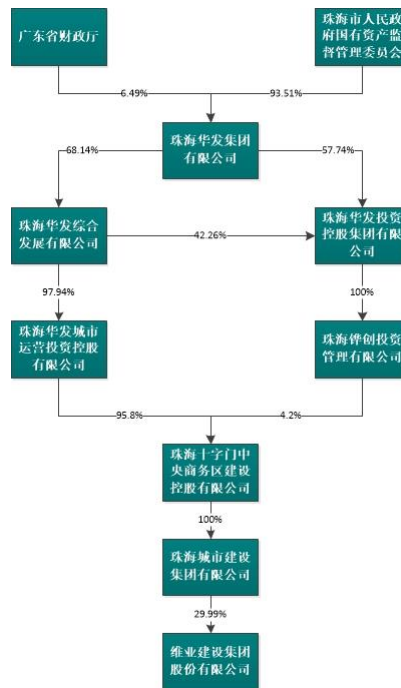 广东省财政厅
珠海市人民政
府国有资产监
督管理委员会
6.49%
93.51%
珠海华发集团
有限公司
68.14%
57.74%
珠海华发综合
发展有限公司
42.26%
珠海华发投资
控股集团有限
公司
97.94%
100%
珠海华发城市
运营投资控股
有限公司
珠海铧创投资
管理有限公司
95.8%
4.2%
珠海十字门中
央商务区建设
控股有限公司
100%
珠海城市建设
集团有限公司
29.99%
维业建设集团
股份有限公司